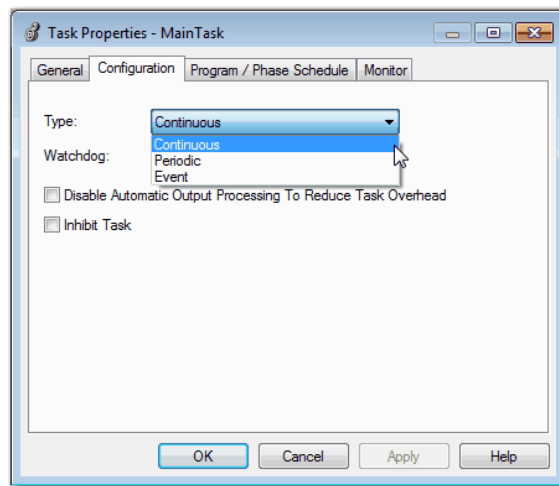 Task Properties - MainTask
General Configuration Program / Phase Schedule Monitor
Type: Continuous
Continuous
Watchdog:
Periodic
Event
Disable Automatic Output Processing To Reduce Task Overhead
Inhibit Task
OK Cancel Apply Help